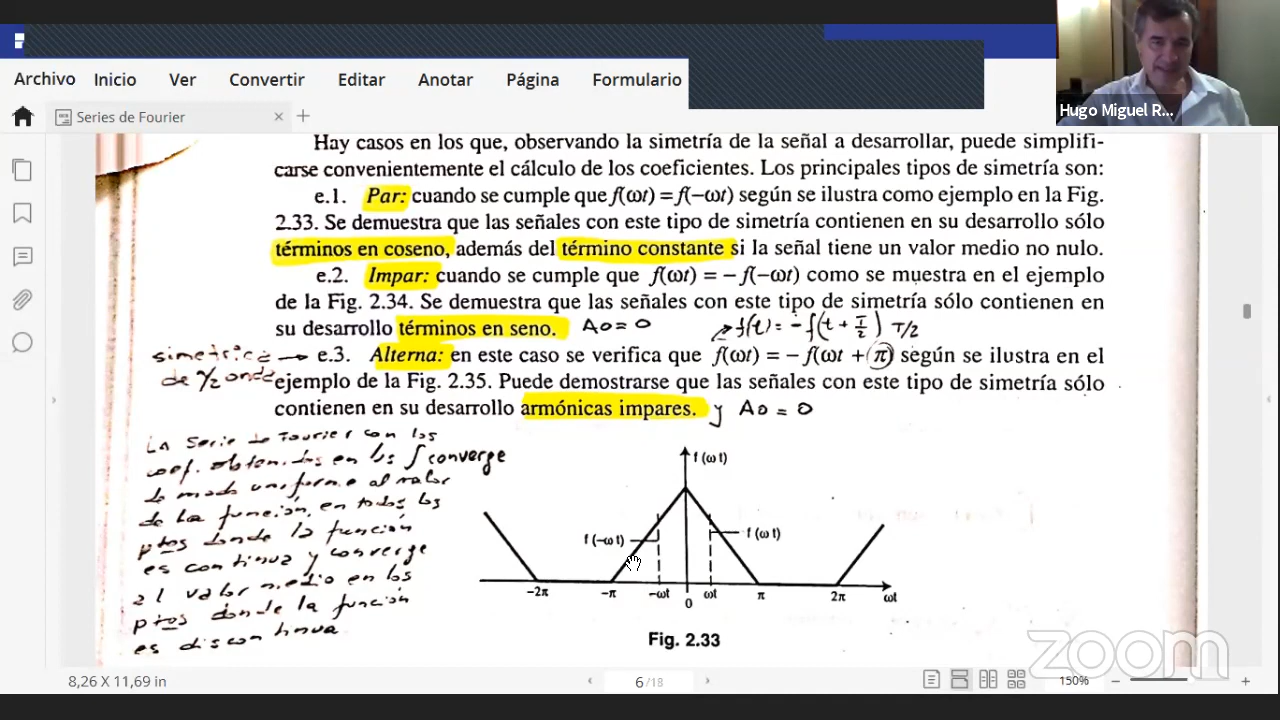 Archivo Inicio Ver Convertir Editar Anotar Página Formulario
Hugo Miguel R...
Series de Fourier
Hay casos en los que, observando la simetría de la señal a desarrollar, puede simplifi-
carse convenientemente el cálculo de los coeficientes. Los principales tipos de simetría son:
e.1. Par: cuando se cumple que f(ωt) = f(−ωt) según se ilustra como ejemplo en la Fig.
2.33. Se demuestra que las señales con este tipo de simetría contienen en su desarrollo sólo
términos en coseno, además del término constante si la señal tiene un valor medio no nulo.
e.2. Impar: cuando se cumple que f(ωt) = − f(−ωt) como se muestra en el ejemplo
de la Fig. 2.34. Se demuestra que las señales con este tipo de simetría sólo contienen en
su desarrollo términos en seno. A0 = 0 f(t) = -f(t + T/2) T/2
simetrica de 1/2 onda → e.3. Alterna: en este caso se verifica que f(ωt) = − f(ωt + π) según se ilustra en el
ejemplo de la Fig. 2.35. Puede demostrarse que las señales con este tipo de simetría sólo
contienen en su desarrollo armónicas impares. y A0 = 0
La serie de Fourier con los
coef. obtenidos en los ∫ converge
de modo uniforme al valor
de la función, en todos los
ptos donde la función
es continua y converge
al valor medio en los
ptos donde la función
es discontinua
f (ωt)
f (−ωt) f (ωt)
−2π −π −ωt 0 ωt π 2π ωt
Fig. 2.33
zoom
8,26 x 11,69 in 6 /18 150%